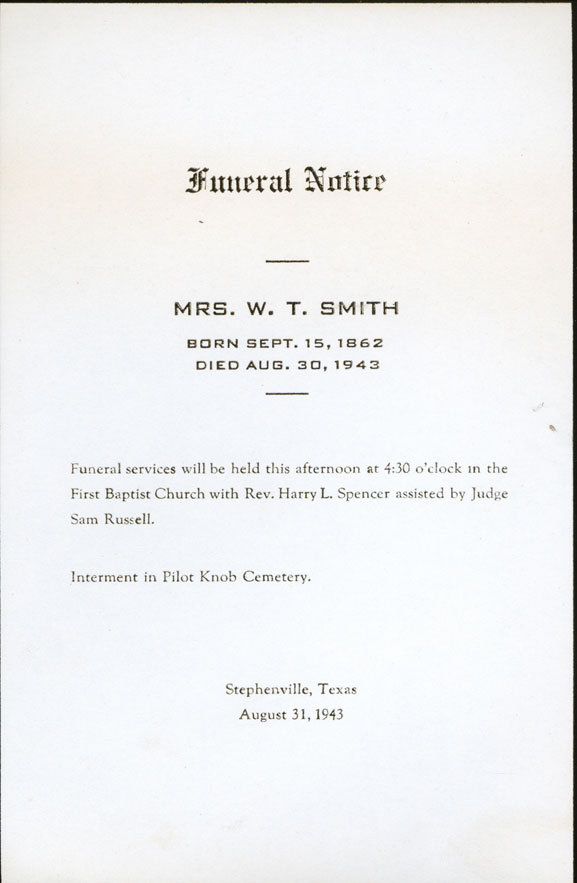 Funeral Notice
MRS. W. T. SMITH
BORN SEPT. 15, 1862
DIED AUG. 30, 1943
Funeral services will be held this afternoon at 4:30 o'clock in the
First Baptist Church with Rev. Harry L. Spencer assisted by Judge
Sam Russell.
Interment in Pilot Knob Cemetery.
Stephenville, Texas
August 31, 1943